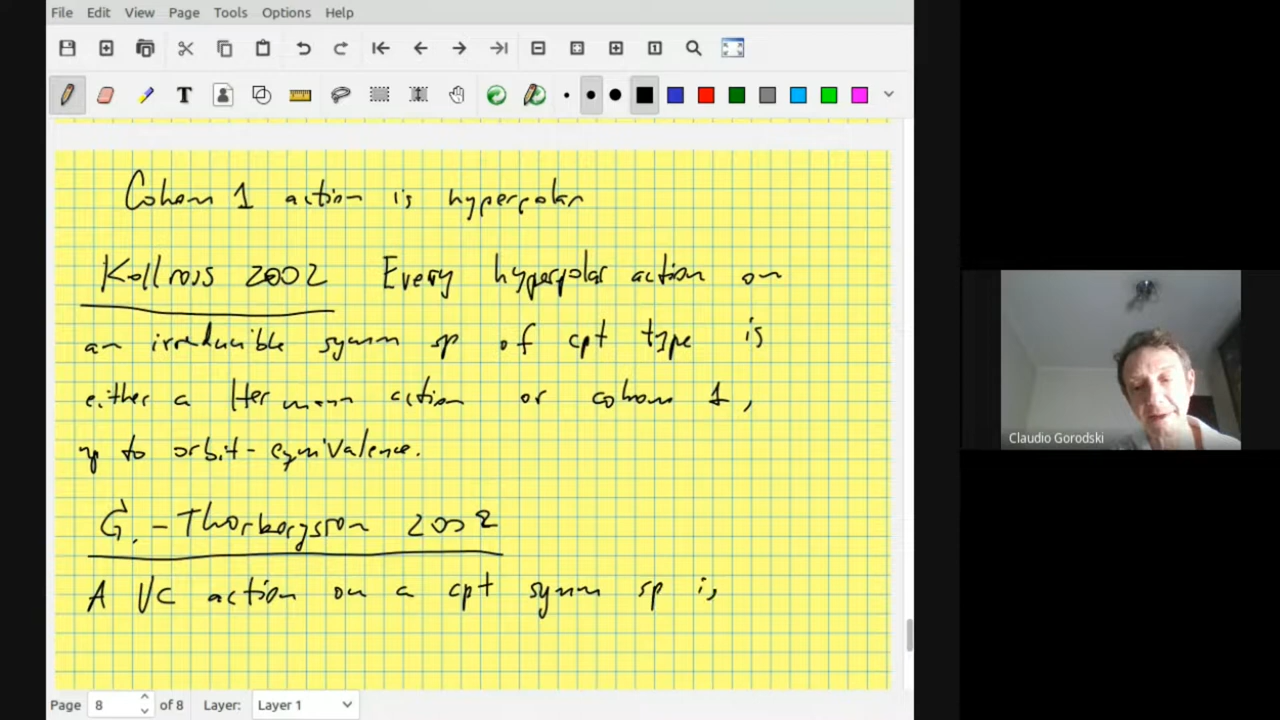 File Edit View Page Tools Options Help
Cohom 1 action is hyperpolar
Kollross 2002 Every hyperpolar action on
an irreducible symm sp of cpt type is
either a Hermann action or cohom 1,
up to orbit-equivalence.
G. - Thorbergsson 2002
A VC action on a cpt symm sp is
Claudio Gorodski
Page 8 of 8 Layer: Layer 1